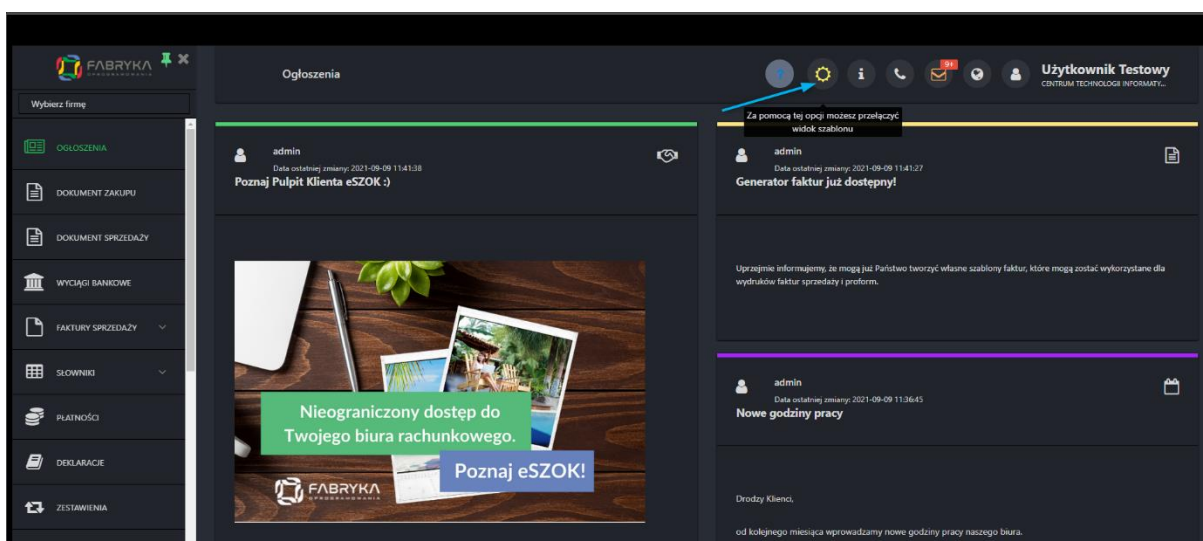 FABRYKA
OPROGRAMOWANIA
Wybierz firmę
OGŁOSZENIA
DOKUMENT ZAKUPU
DOKUMENT SPRZEDAŻY
WYCIĄGI BANKOWE
FAKTURY SPRZEDAŻY
SŁOWNIKI
PŁATNOŚCI
DEKLARACJE
ZESTAWIENIA
Ogłoszenia
?
i
9+
Użytkownik Testowy
CENTRUM TECHNOLOGII INFORMATY...
Za pomocą tej opcji możesz przełączyć
widok szablonu
admin
Data ostatniej zmiany: 2021-09-09 11:41:38
Poznaj Pulpit Klienta eSZOK :)
Nieograniczony dostęp do
Twojego biura rachunkowego.
Poznaj eSZOK!
FABRYKA
OPROGRAMOWANIA
admin
Data ostatniej zmiany: 2021-09-09 11:41:27
Generator faktur już dostępny!
Uprzejmie informujemy, że mogą już Państwo tworzyć własne szablony faktur, które mogą zostać wykorzystane dla
wydruków faktur sprzedaży i proform.
admin
Data ostatniej zmiany: 2021-09-09 11:36:45
Nowe godziny pracy
Drodzy Klienci,
od kolejnego miesiąca wprowadzamy nowe godziny pracy naszego biura.